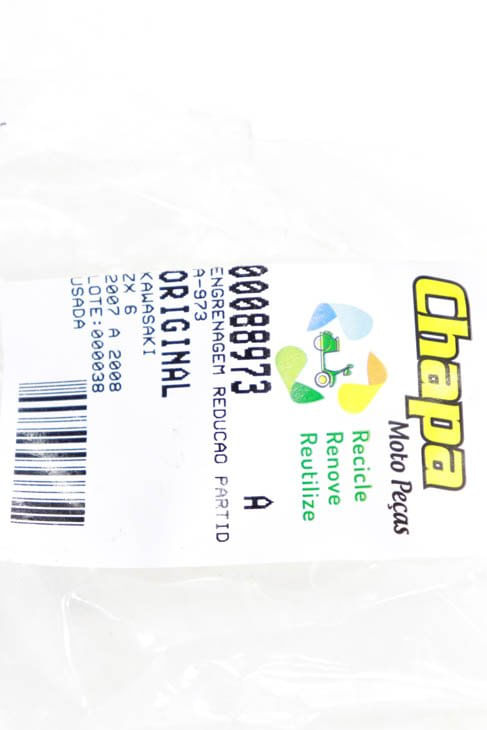 Chapa
Moto Peças
Recicle
Renove
Reutilize
00088973 A
ENGRENAGEM REDUCAO PARTID
A-973
ORIGINAL
KAWASAKI
ZX 6
2007 A 2008
LOTE:000038
USADA